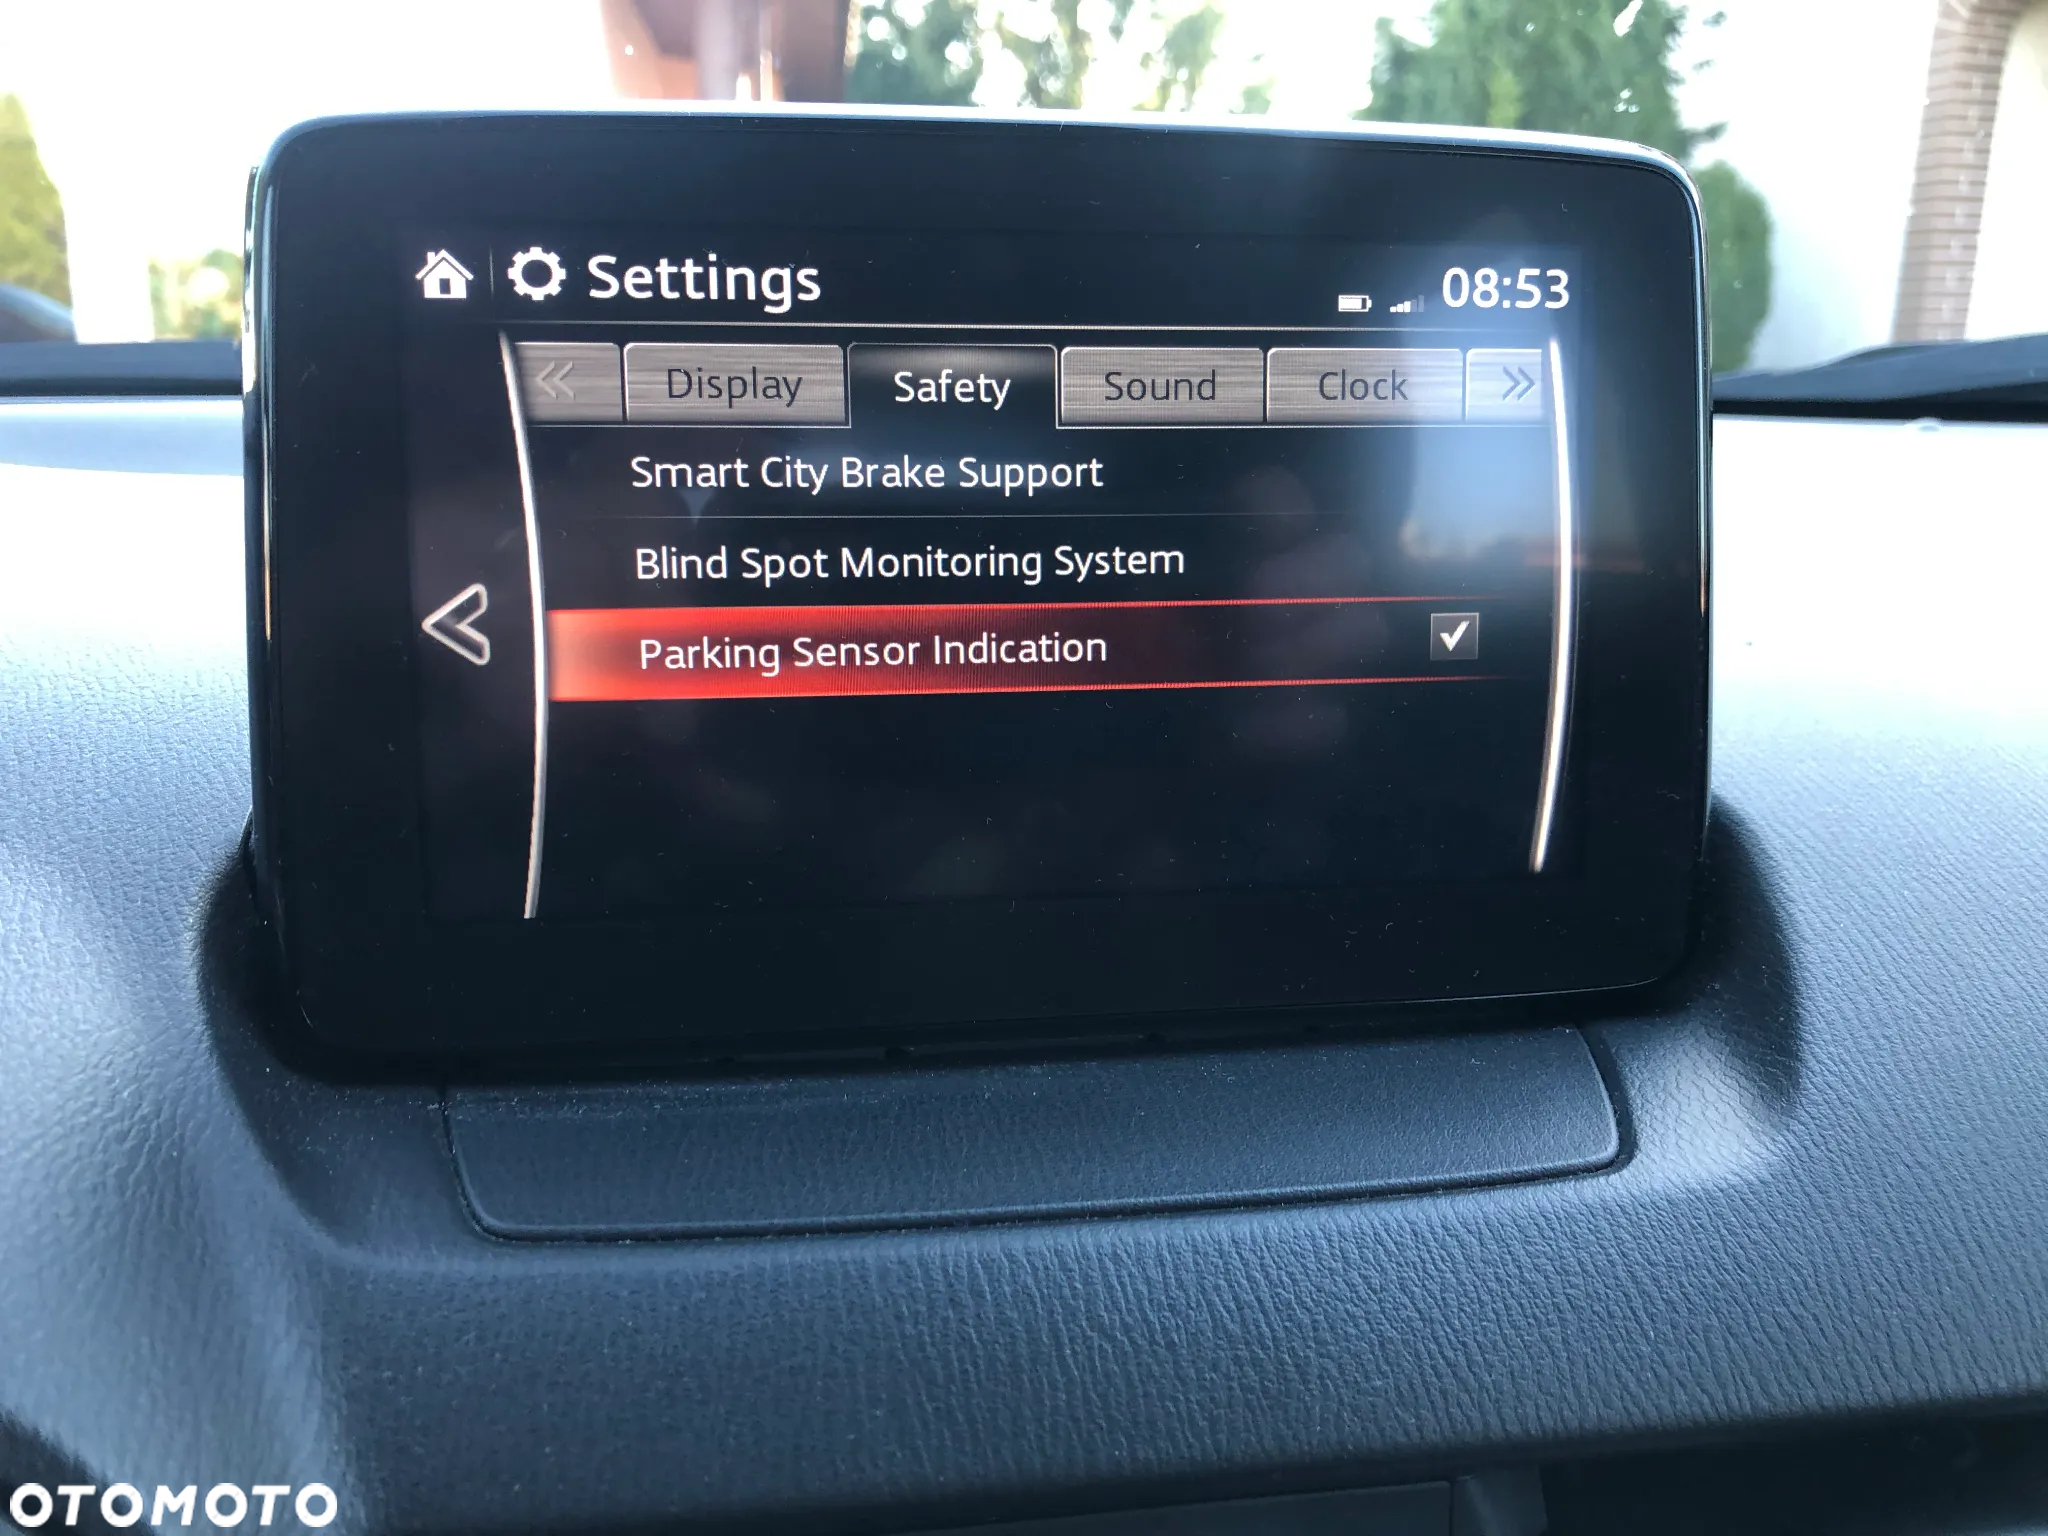 Settings
08:53
Display Safety Sound Clock
Smart City Brake Support
Blind Spot Monitoring System
Parking Sensor Indication
OTOMOTO